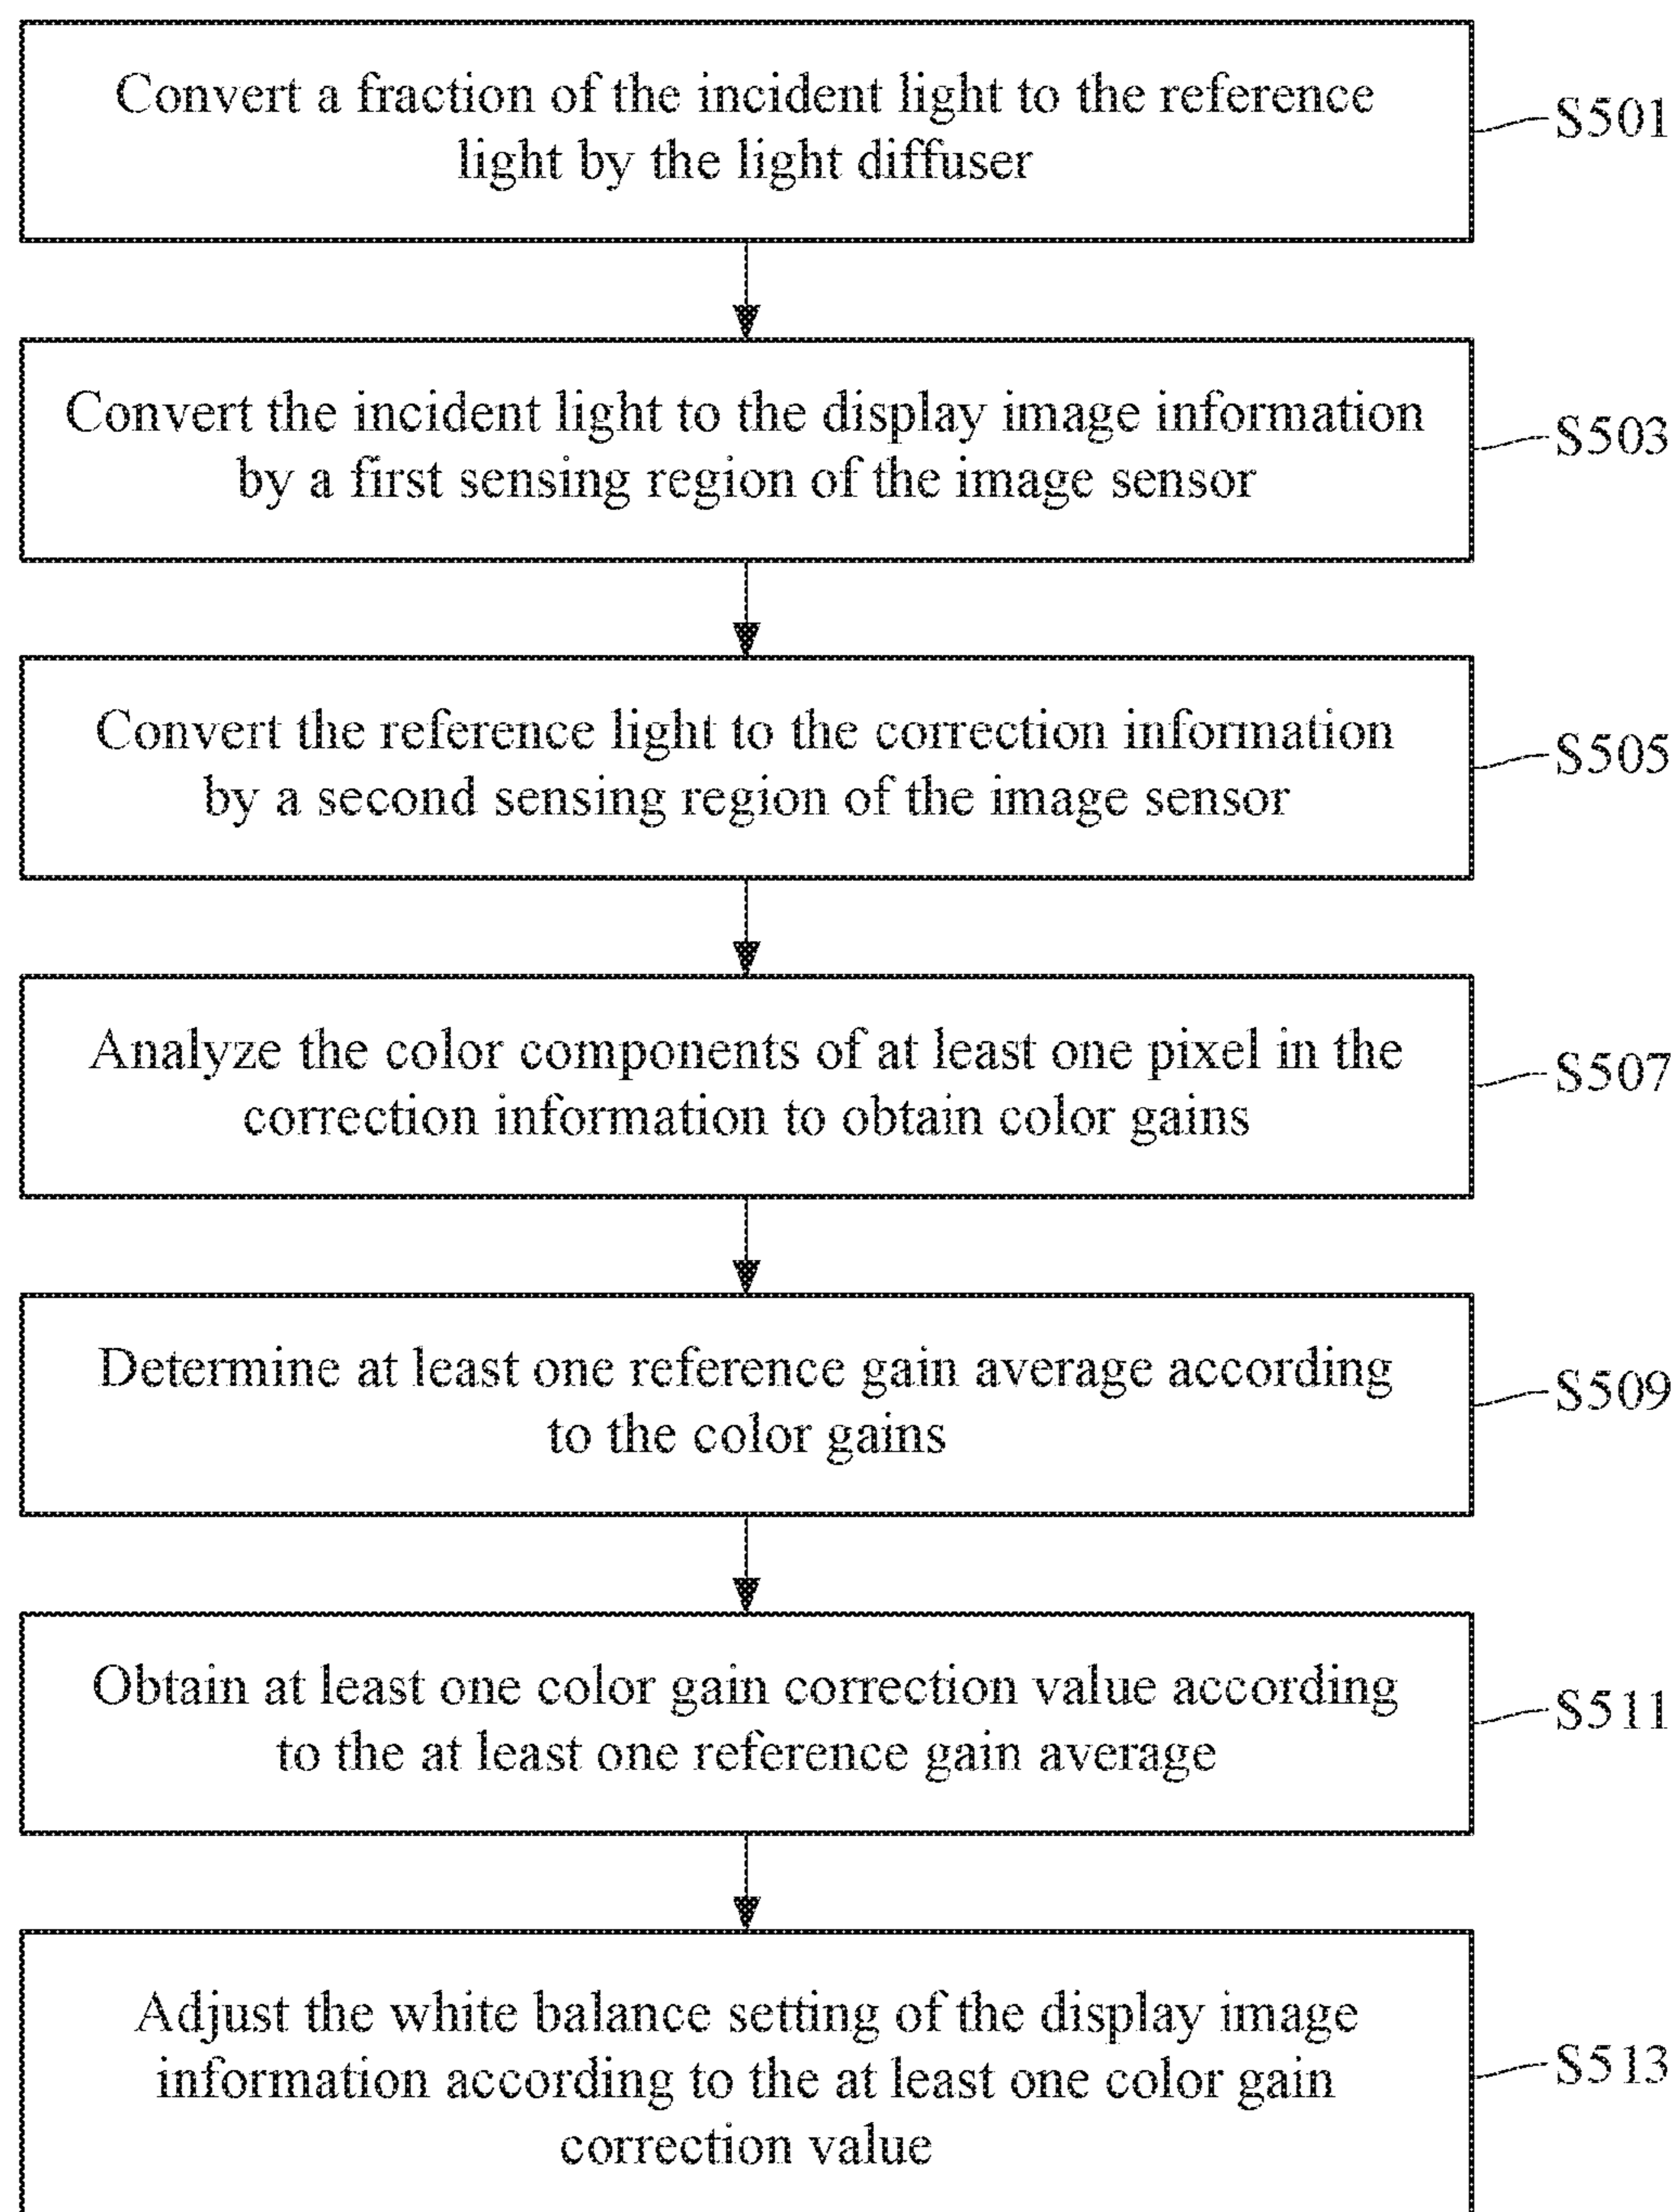 Convert a fraction of the incident light to the reference
light by the light diffuser
S501
Convert the incident light to the display image information
by a first sensing region of the image sensor
S503
Convert the reference light to the correction information
by a second sensing region of the image sensor
S505
Analyze the color components of at least one pixel in the
correction information to obtain color gains
S507
Determine at least one reference gain average according
to the color gains
S509
Obtain at least one color gain correction value according
to the at least one reference gain average
S511
Adjust the white balance setting of the display image
information according to the at least one color gain
correction value
S513